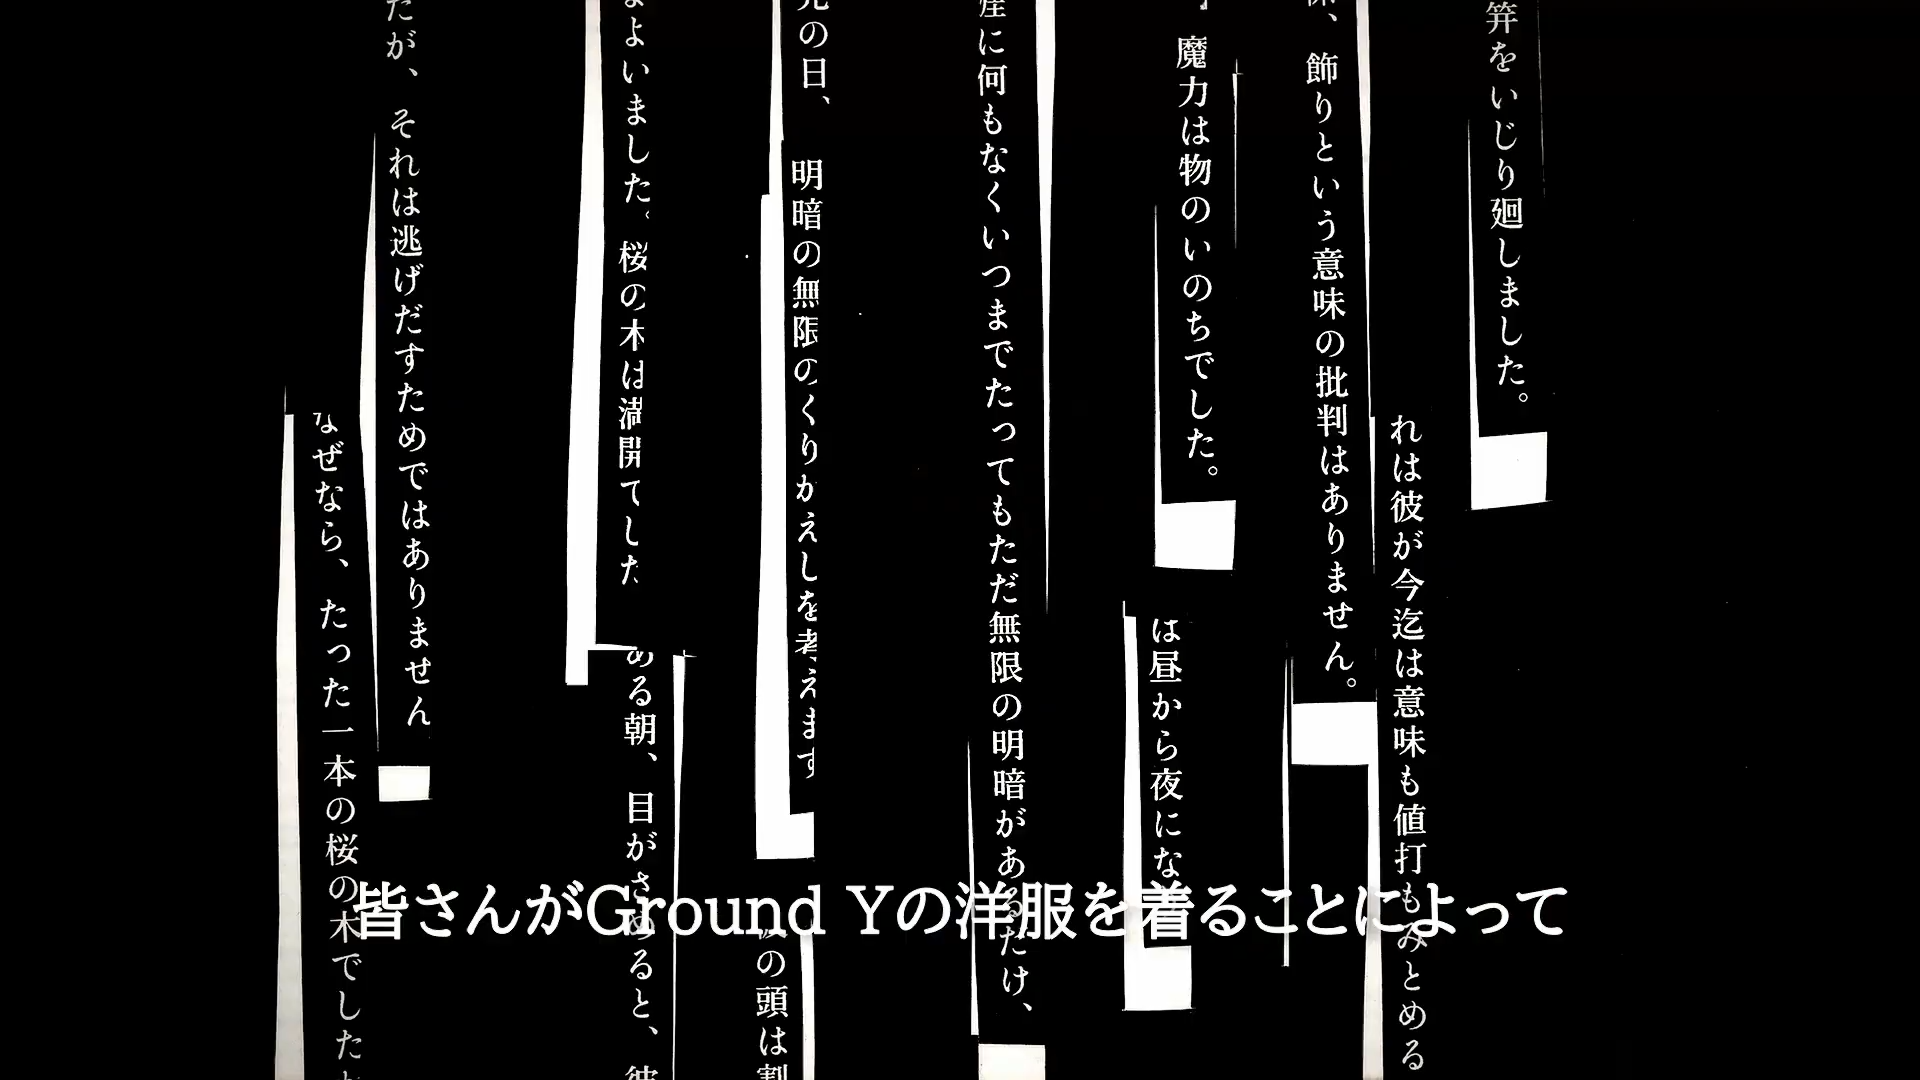 笄をいじり廻しました。
れは彼が今迄は意味も値打もみとめる
飾りという意味の批判はありません。
魔力は物のいのちでした。
は昼から夜にな
に何もなくいつまでたってもただ無限の明暗があるだけ、
の日、
明暗の無限のくりかえしを考えます
の頭は割
よいました。桜の木は満開でした
ある朝、目がさめると、彼
たが、それは逃げだすためではありません
なぜなら、たった一本の桜の木でしたか
皆さんがGround Yの洋服を着ることによって